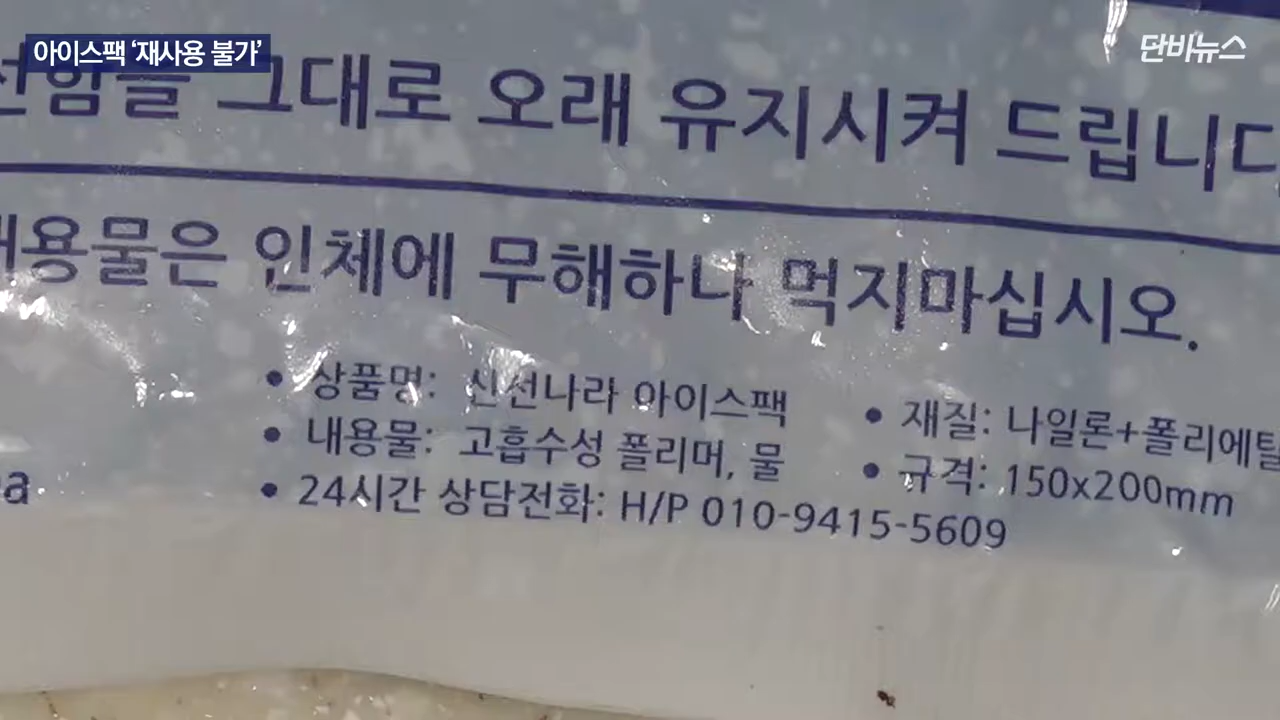 아이스팩 '재사용 불가'
단비뉴스
선함을 그대로 오래 유지시켜 드립니다
내용물은 인체에 무해하나 먹지마십시오.
• 상품명: 신선나라 아이스팩
• 재질: 나일론+폴리에틸
• 내용물: 고흡수성 폴리머, 물
• 규격: 150x200mm
• 24시간 상담전화: H/P 010-9415-5609